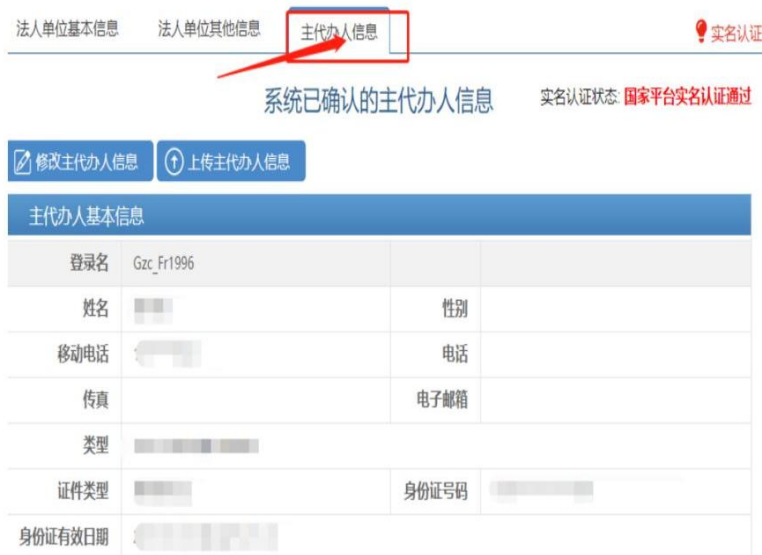 法人单位基本信息 法人单位其他信息 主代办人信息 实名认证
系统已确认的主代办人信息 实名认证状态: 国家平台实名认证通过
修改主代办人信息 上传主代办人信息
主代办人基本信息
登录名 Gzc_Fr1996
姓名 性别
移动电话 电话
传真 电子邮箱
类型
证件类型 身份证号码
身份证有效日期